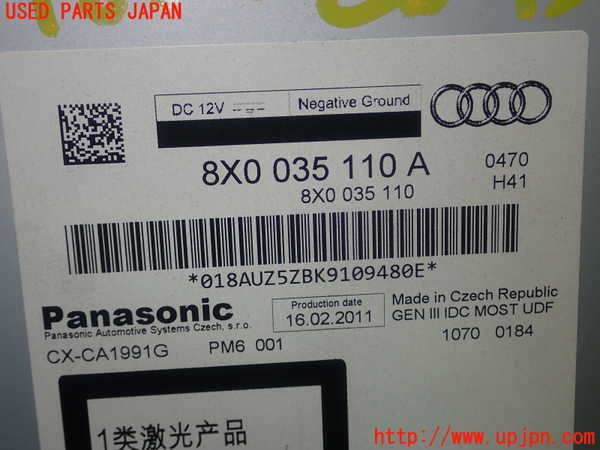 USED PARTS JAPAN
DC 12V
Negative Ground
8X0 035 110 A
0470
8X0 035 110
H41
*018AUZ5ZBK9109480E*
Panasonic
Panasonic Automotive Systems Czech, s.r.o.
Production date
16.02.2011
Made in Czech Republic
GEN III IDC MOST UDF
CX-CA1991G
PM6 001
1070 0184
1类激光产品
http://www.upjpn.com/